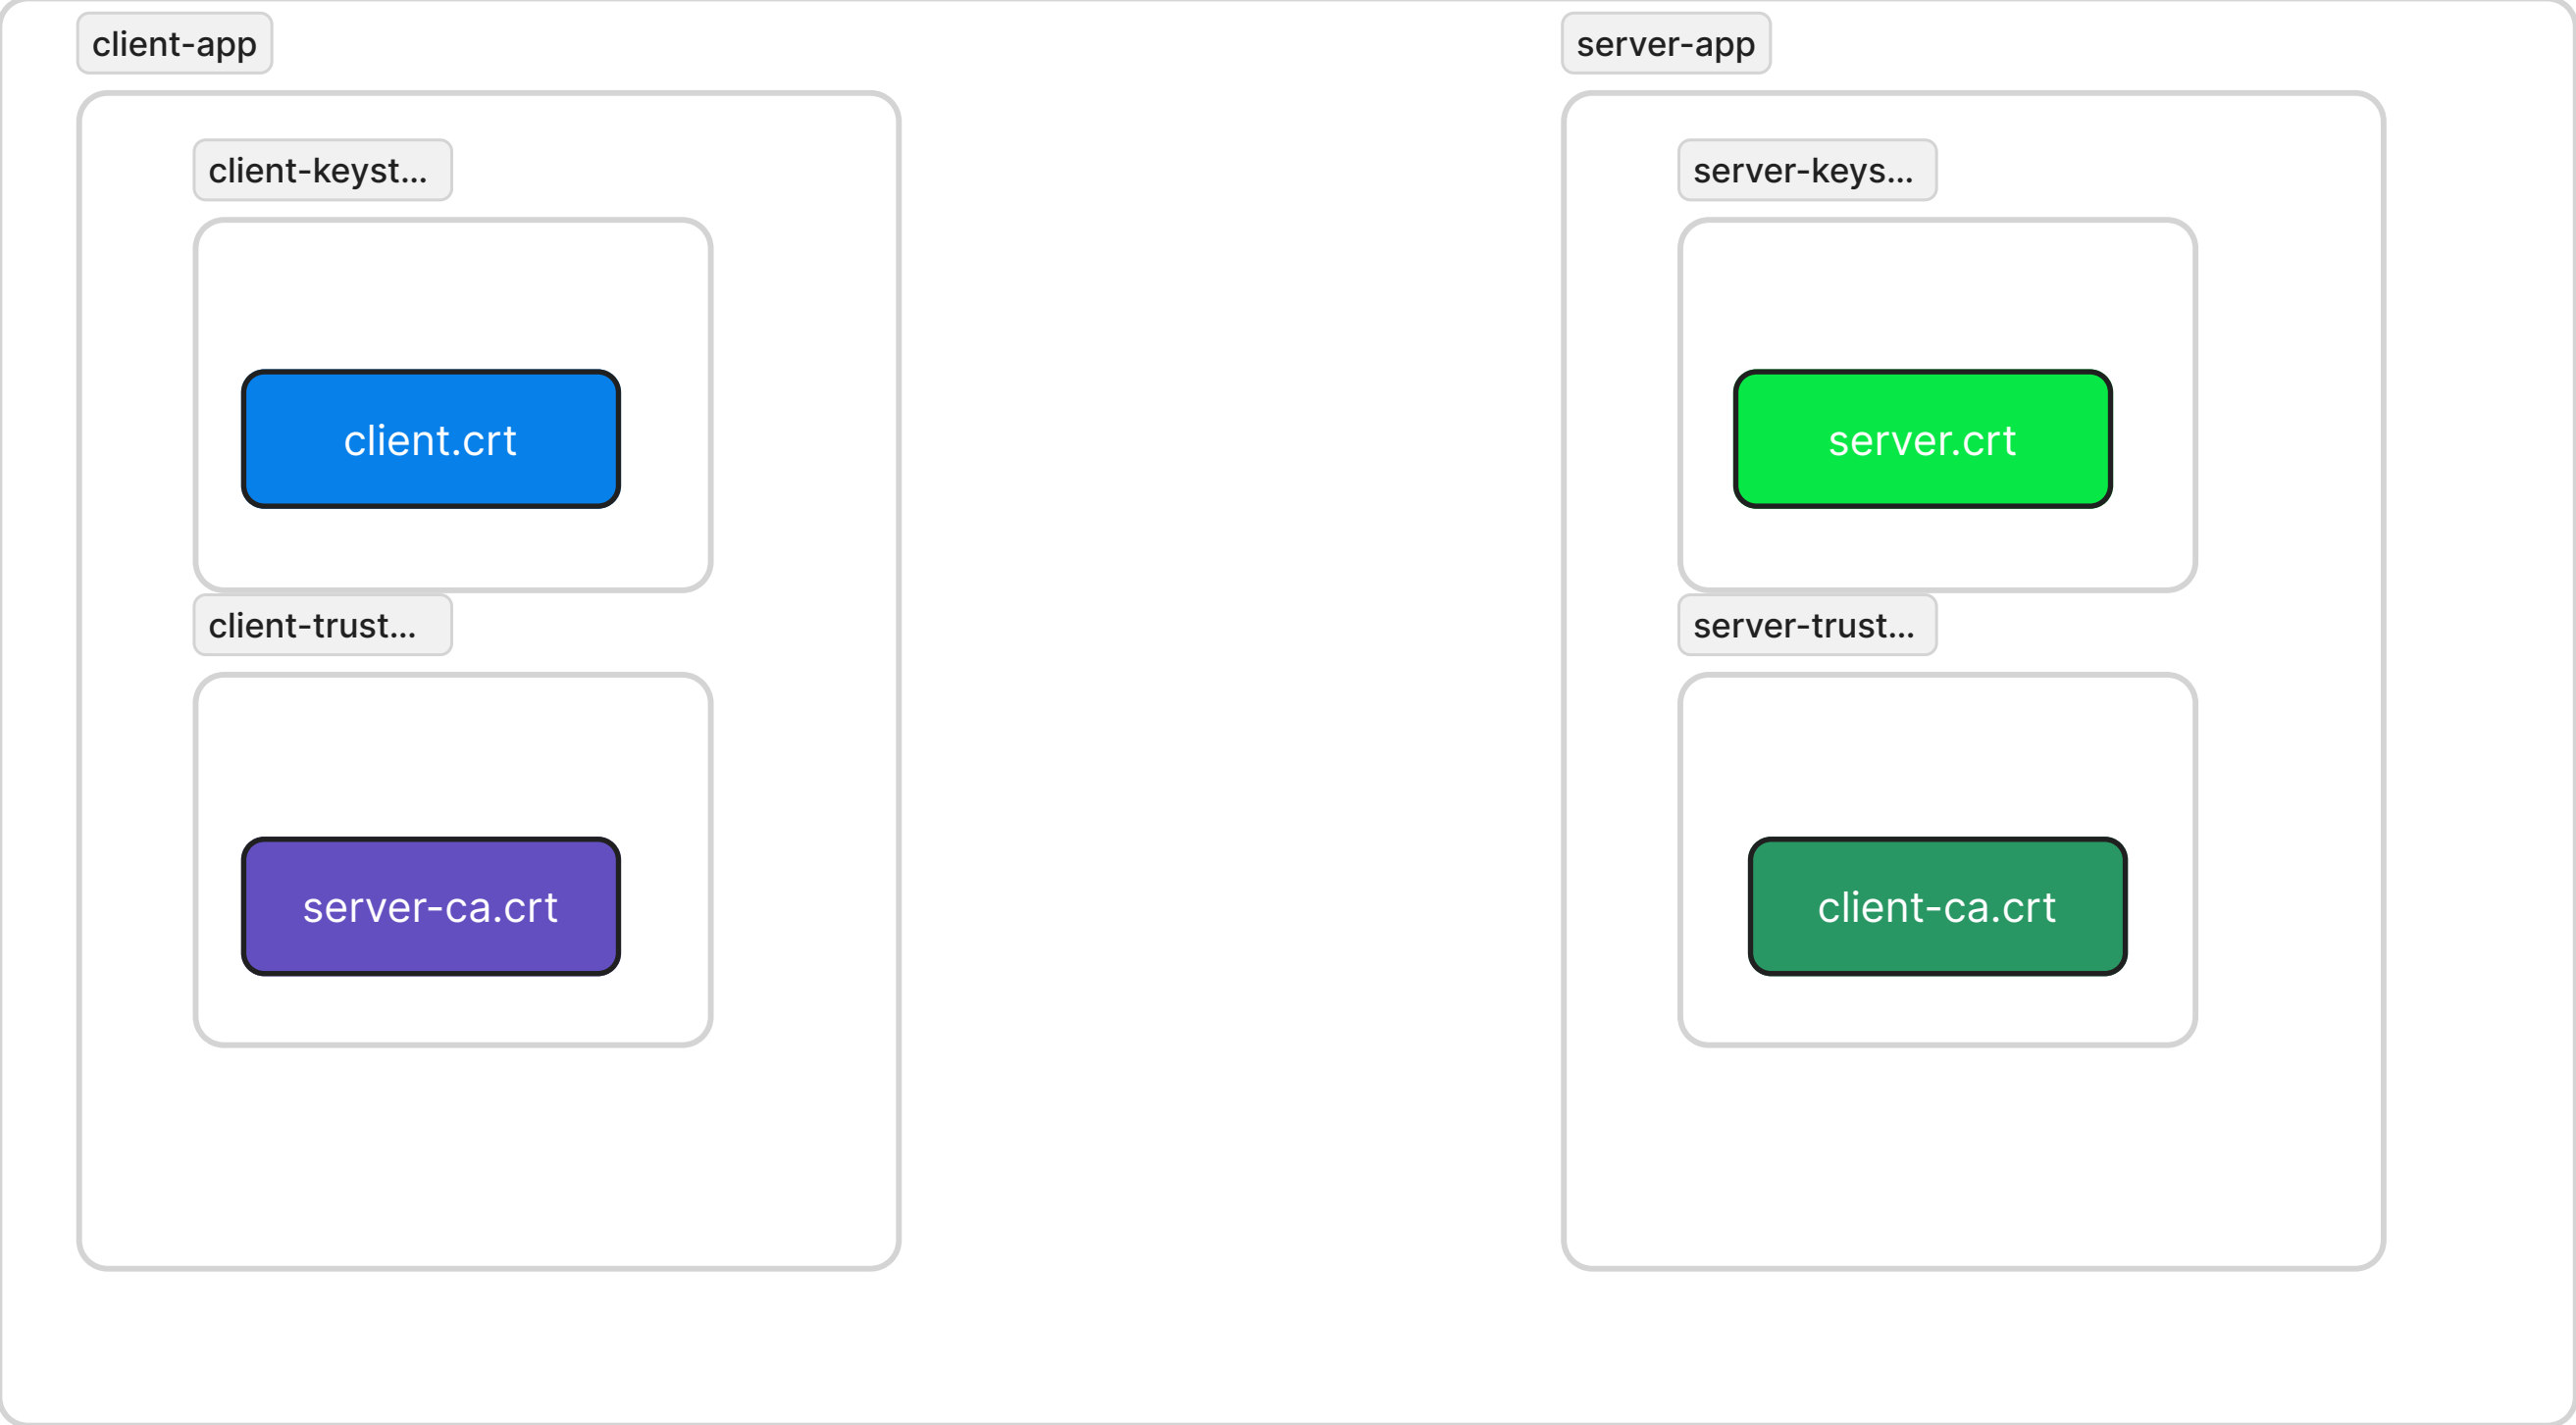 client-app
server-app
client-keyst...
server-keys...
client.crt
server.crt
client-trust...
server-trust...
server-ca.crt
client-ca.crt